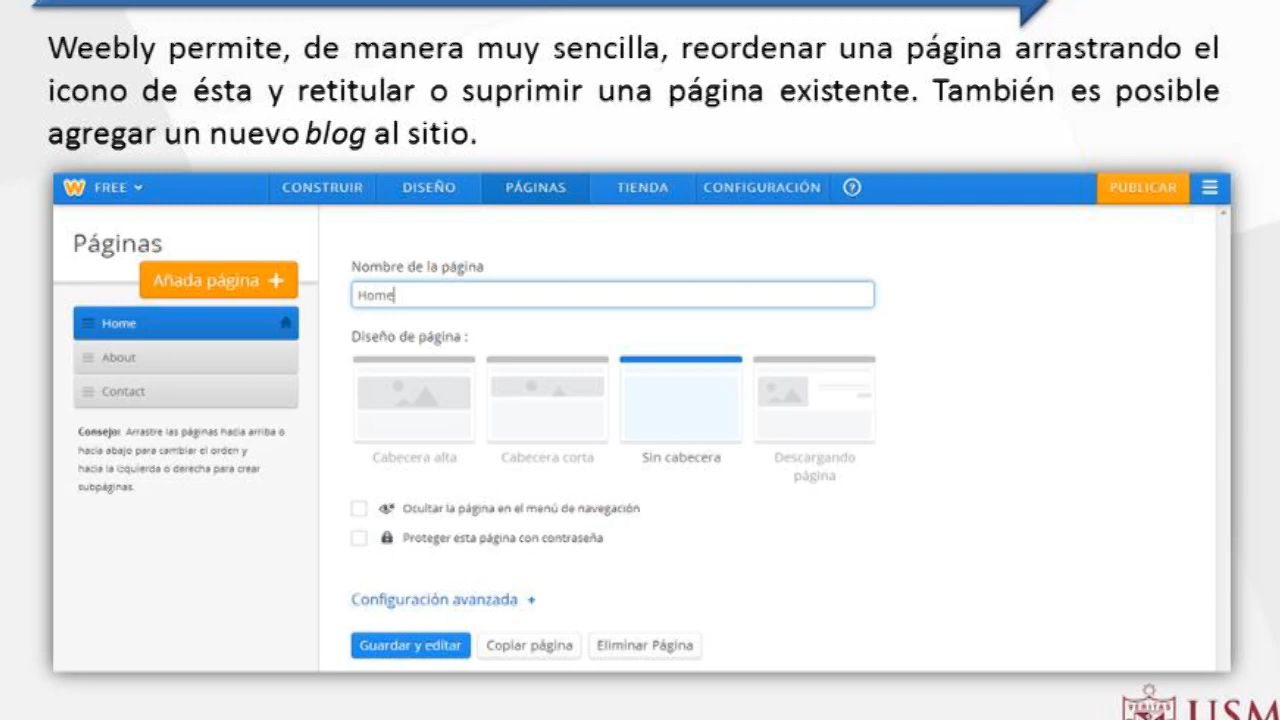 Weebly permite, de manera muy sencilla, reordenar una página arrastrando el
icono de ésta y retitular o suprimir una página existente. También es posible
agregar un nuevo blog al sitio.
FREE
CONSTRUIR
DISEÑO
PÁGINAS
TIENDA
CONFIGURACIÓN
?
PUBLICAR
Páginas
Añada página +
Home
About
Contact
Consejo: Arrastre las páginas hacia arriba o
hacia abajo para cambiar el orden y
hacia la izquierda o derecha para crear
subpáginas.
Nombre de la página
Home
Diseño de página :
Cabecera alta
Cabecera corta
Sin cabecera
Descargando
página
Ocultar la página en el menú de navegación
Proteger esta página con contraseña
Configuración avanzada +
Guardar y editar
Copiar página
Eliminar Página
VERITAS
USM